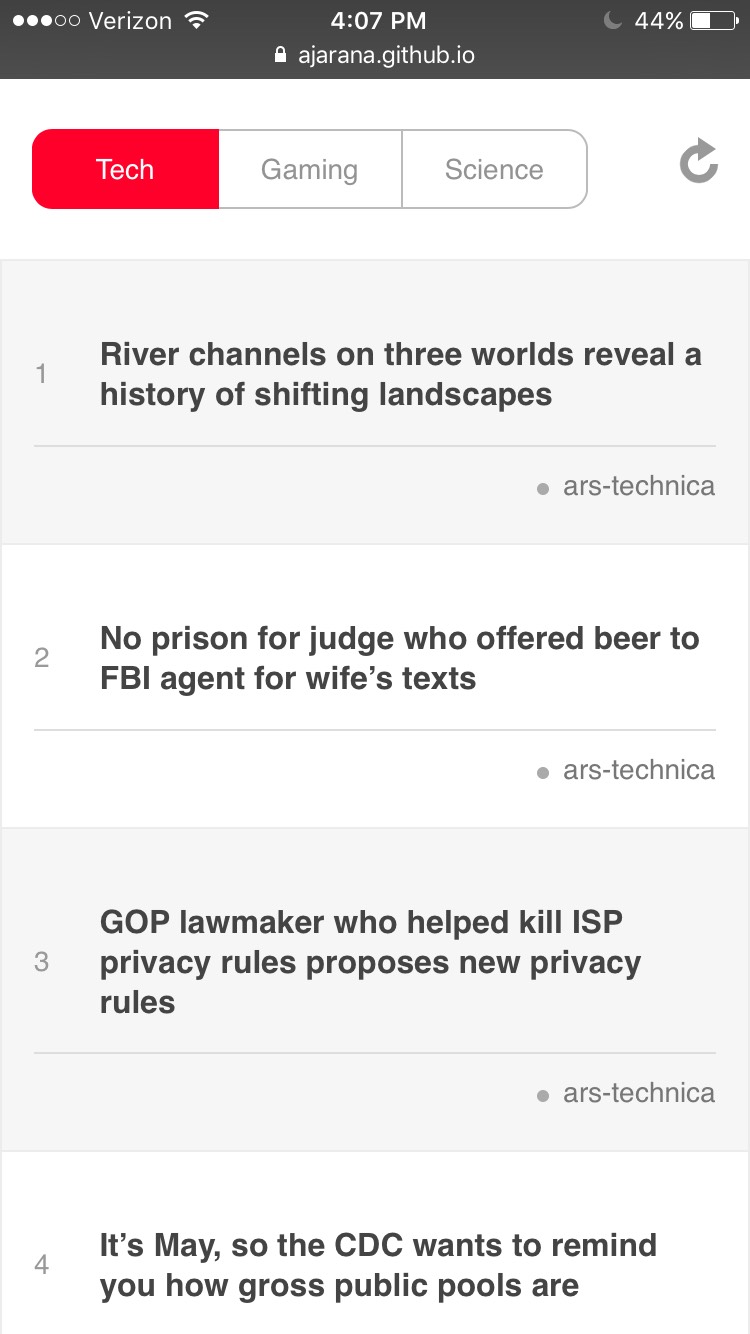 Verizon 4:07 PM 44%
ajarana.github.io
Tech Gaming Science
1 River channels on three worlds reveal a
history of shifting landscapes
ars-technica
2 No prison for judge who offered beer to
FBI agent for wife’s texts
ars-technica
3 GOP lawmaker who helped kill ISP
privacy rules proposes new privacy
rules
ars-technica
4 It’s May, so the CDC wants to remind
you how gross public pools are